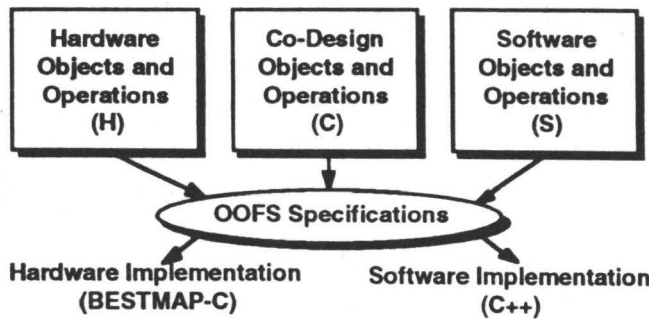 Hardware
Objects and
Operations
(H)
Co-Design
Objects and
Operations
(C)
Software
Objects and
Operations
(S)
OOFS Specifications
Hardware Implementation
(BESTMAP-C)
Software Implementation
(C++)